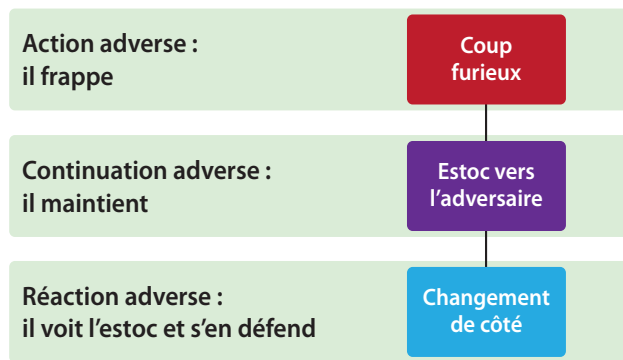 Action adverse :
il frappe
Coup
furieux
Continuation adverse :
il maintient
Estoc vers
l’adversaire
Réaction adverse :
il voit l’estoc et s’en défend
Changement
de côté